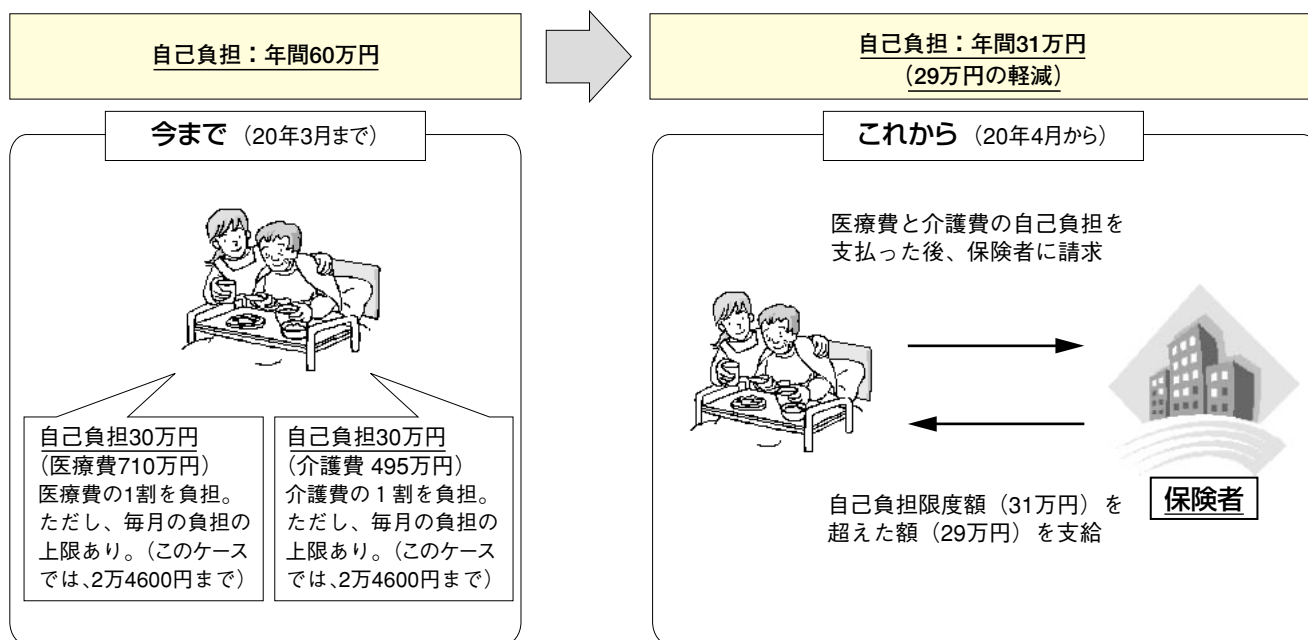 自己負担：年間60万円
自己負担：年間31万円
（29万円の軽減）
今まで（20年3月まで）
自己負担30万円
（医療費710万円）
医療費の1割を負担。
ただし、毎月の負担の
上限あり。（このケース
では、2万4600円まで）
自己負担30万円
（介護費 495万円）
介護費の１割を負担。
ただし、毎月の負担の
上限あり。（このケース
では、2万4600円まで）
これから（20年4月から）
医療費と介護費の自己負担を
支払った後、保険者に請求
自己負担限度額（31万円）を
超えた額（29万円）を支給
保険者